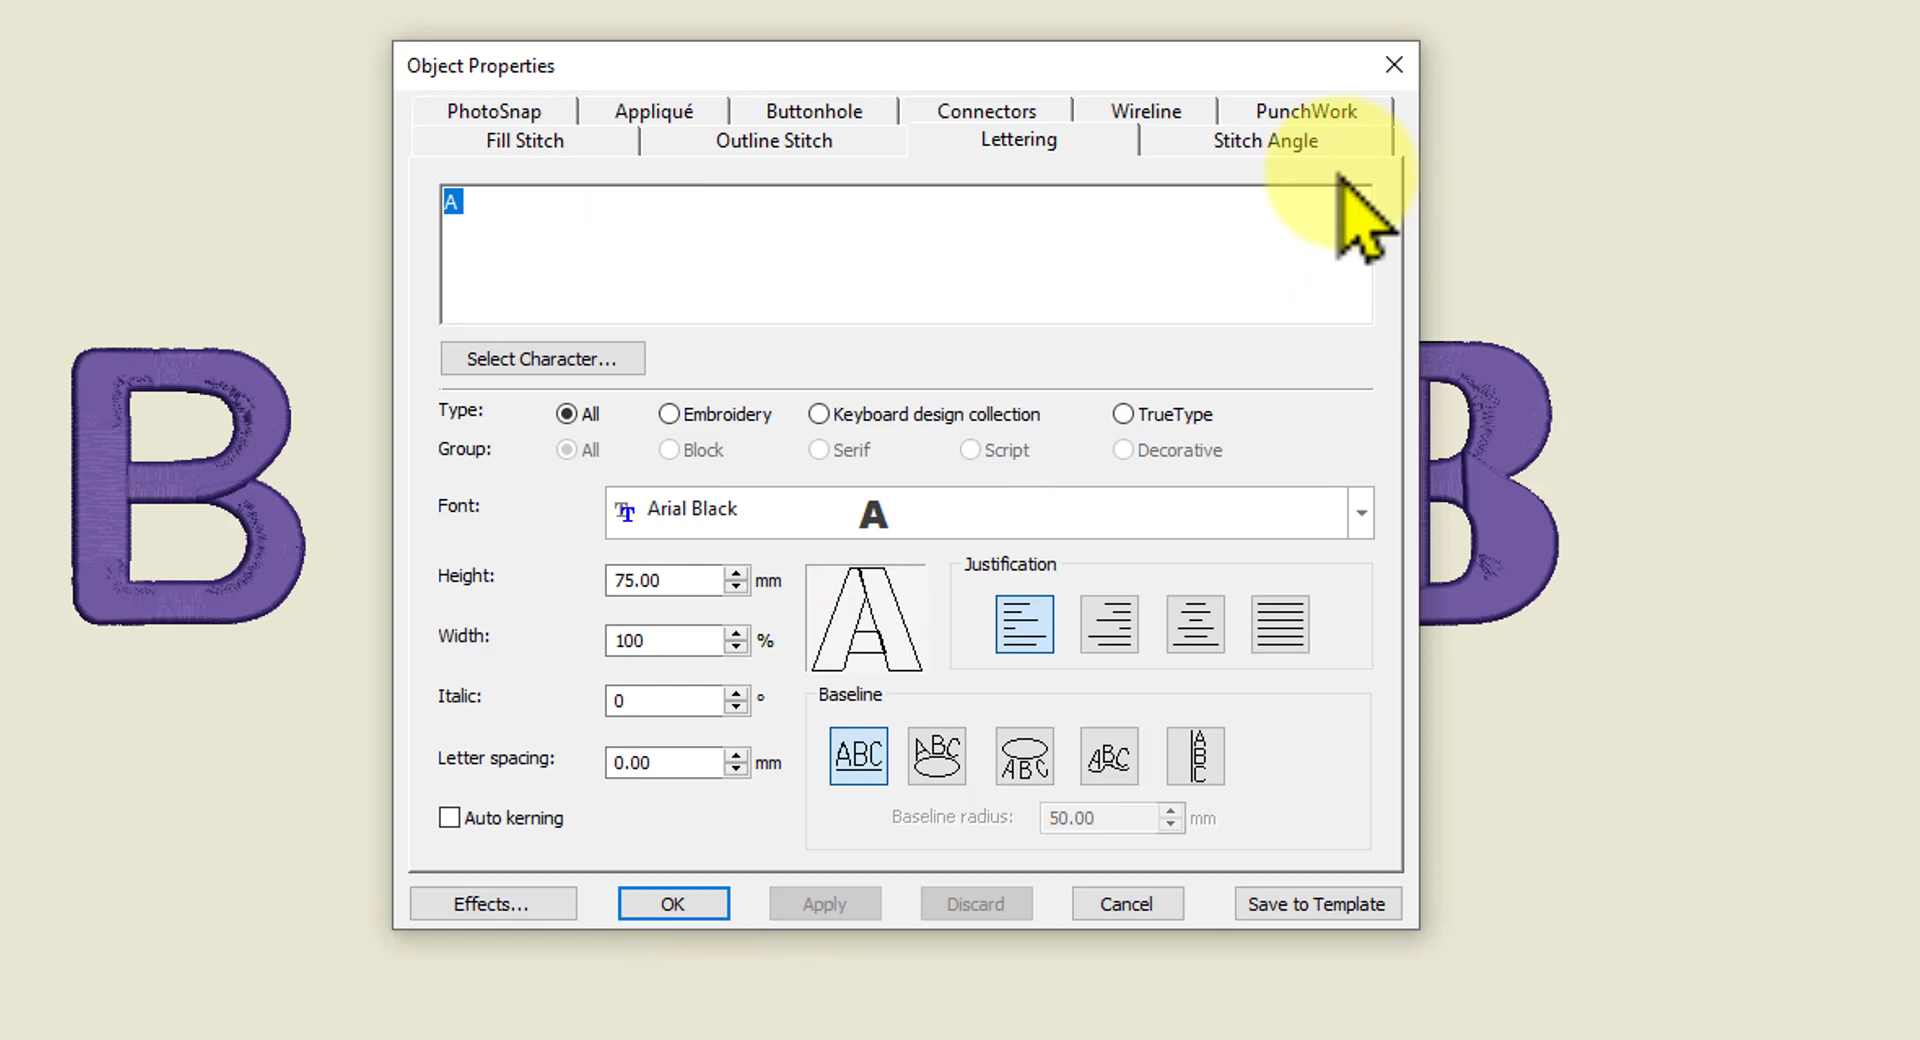 Object Properties
PhotoSnap Appliqué Buttonhole Connectors Wireline PunchWork
Fill Stitch Outline Stitch Lettering Stitch Angle
A
Select Character...
Type: All Embroidery Keyboard design collection TrueType
Group: All Block Serif Script Decorative
Font: Arial Black A
Height: 75.00 mm
Width: 100 %
Italic: 0 °
Letter spacing: 0.00 mm
Auto kerning
A
Justification
Baseline
ABC ABC ABC ABC ABC
Baseline radius: 50.00 mm
Effects... OK Apply Discard Cancel Save to Template
B B